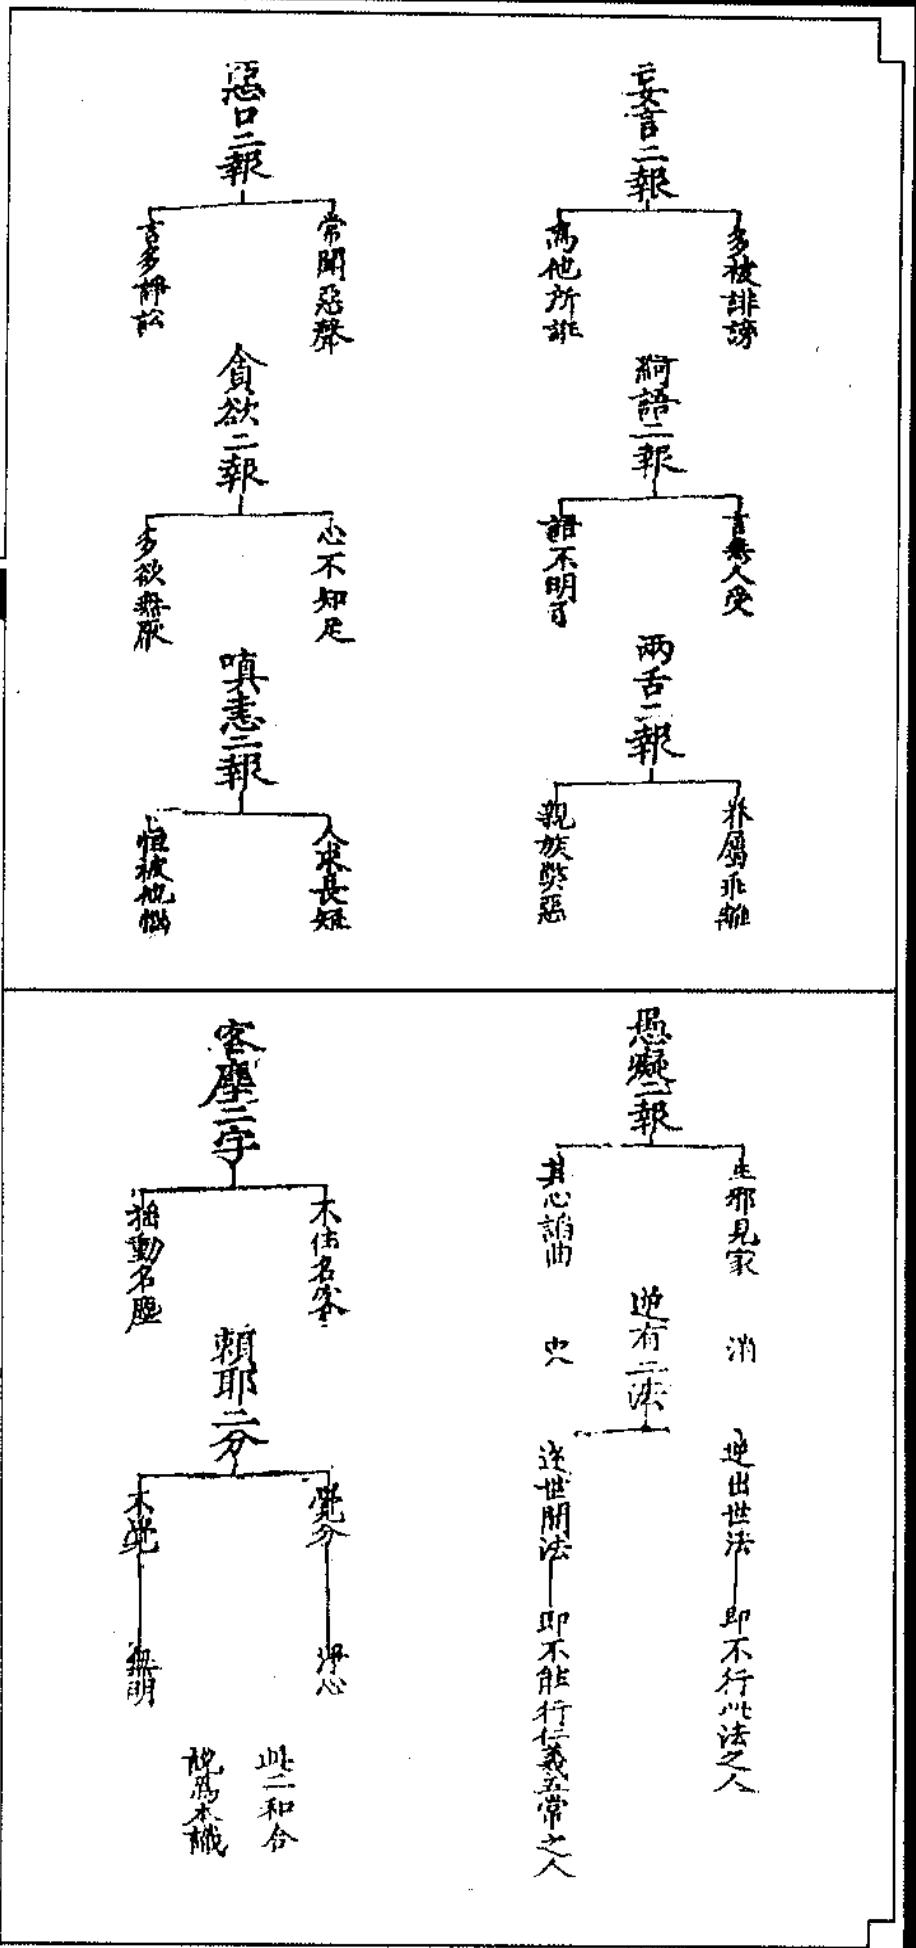 妄言二報
多被誹謗
為他所誑
綺語二報
言無人受
語不明了
兩舌二報
眷屬乖離
親族弊惡
惡口二報
常聞惡聲
言多諍訟
貪欲二報
心不知足
多欲無厭
嗔恚二報
人求長短
恒被他惱
愚癡二報
生邪見家
其心諂曲
逆有二法
消
逆出世法
即不行此法之人
逆世間法
即不能行仁義五常之人
客塵二字
不住名客
搖動名塵
賴耶二分
覺分
淨心
不覺
無明
此二和合
說為本識